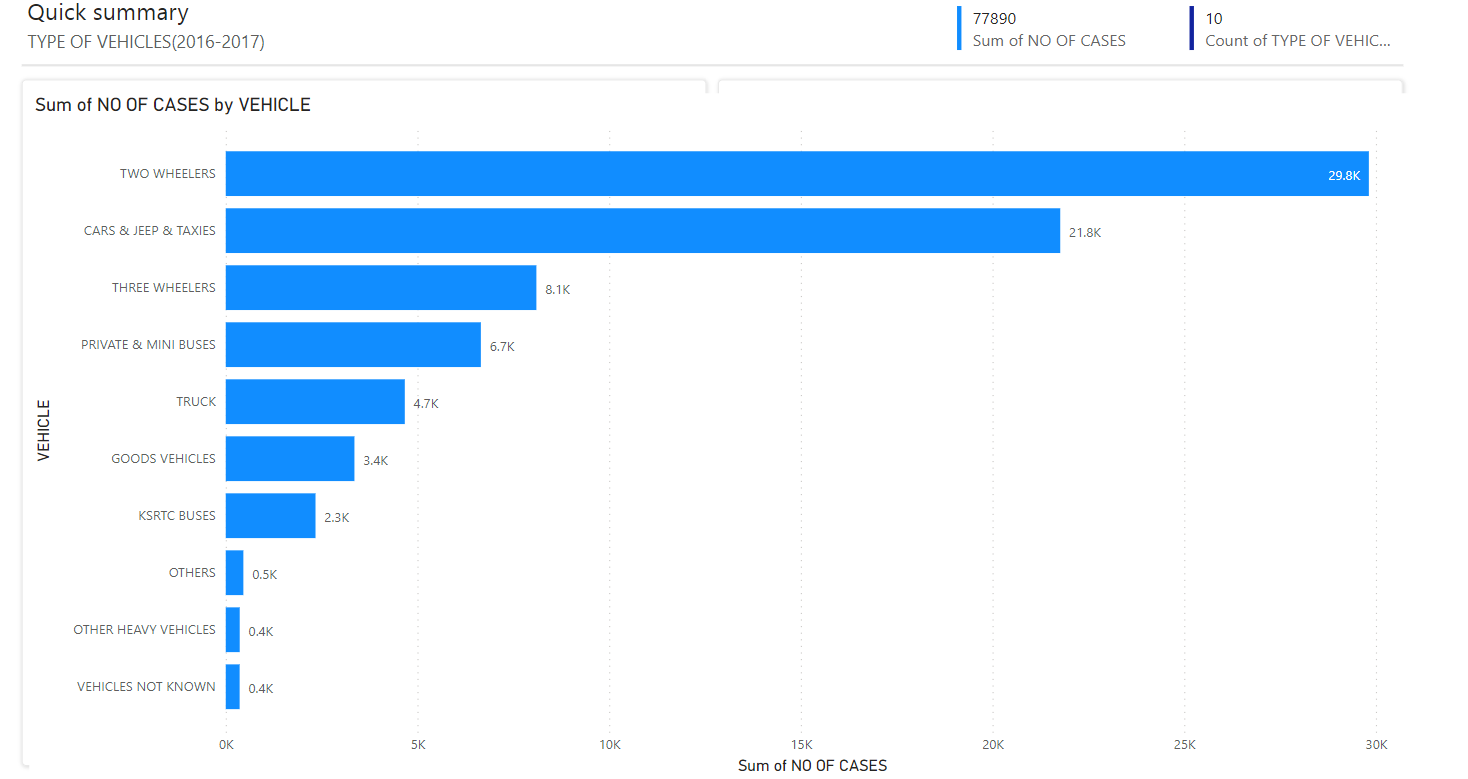 Quick summary
TYPE OF VEHICLES(2016-2017)
77890
Sum of NO OF CASES
10
Count of TYPE OF VEHIC...
Sum of NO OF CASES by VEHICLE
VEHICLE
TWO WHEELERS 29.8K
CARS & JEEP & TAXIES 21.8K
THREE WHEELERS 8.1K
PRIVATE & MINI BUSES 6.7K
TRUCK 4.7K
GOODS VEHICLES 3.4K
KSRTC BUSES 2.3K
OTHERS 0.5K
OTHER HEAVY VEHICLES 0.4K
VEHICLES NOT KNOWN 0.4K
0K 5K 10K 15K 20K 25K 30K
Sum of NO OF CASES